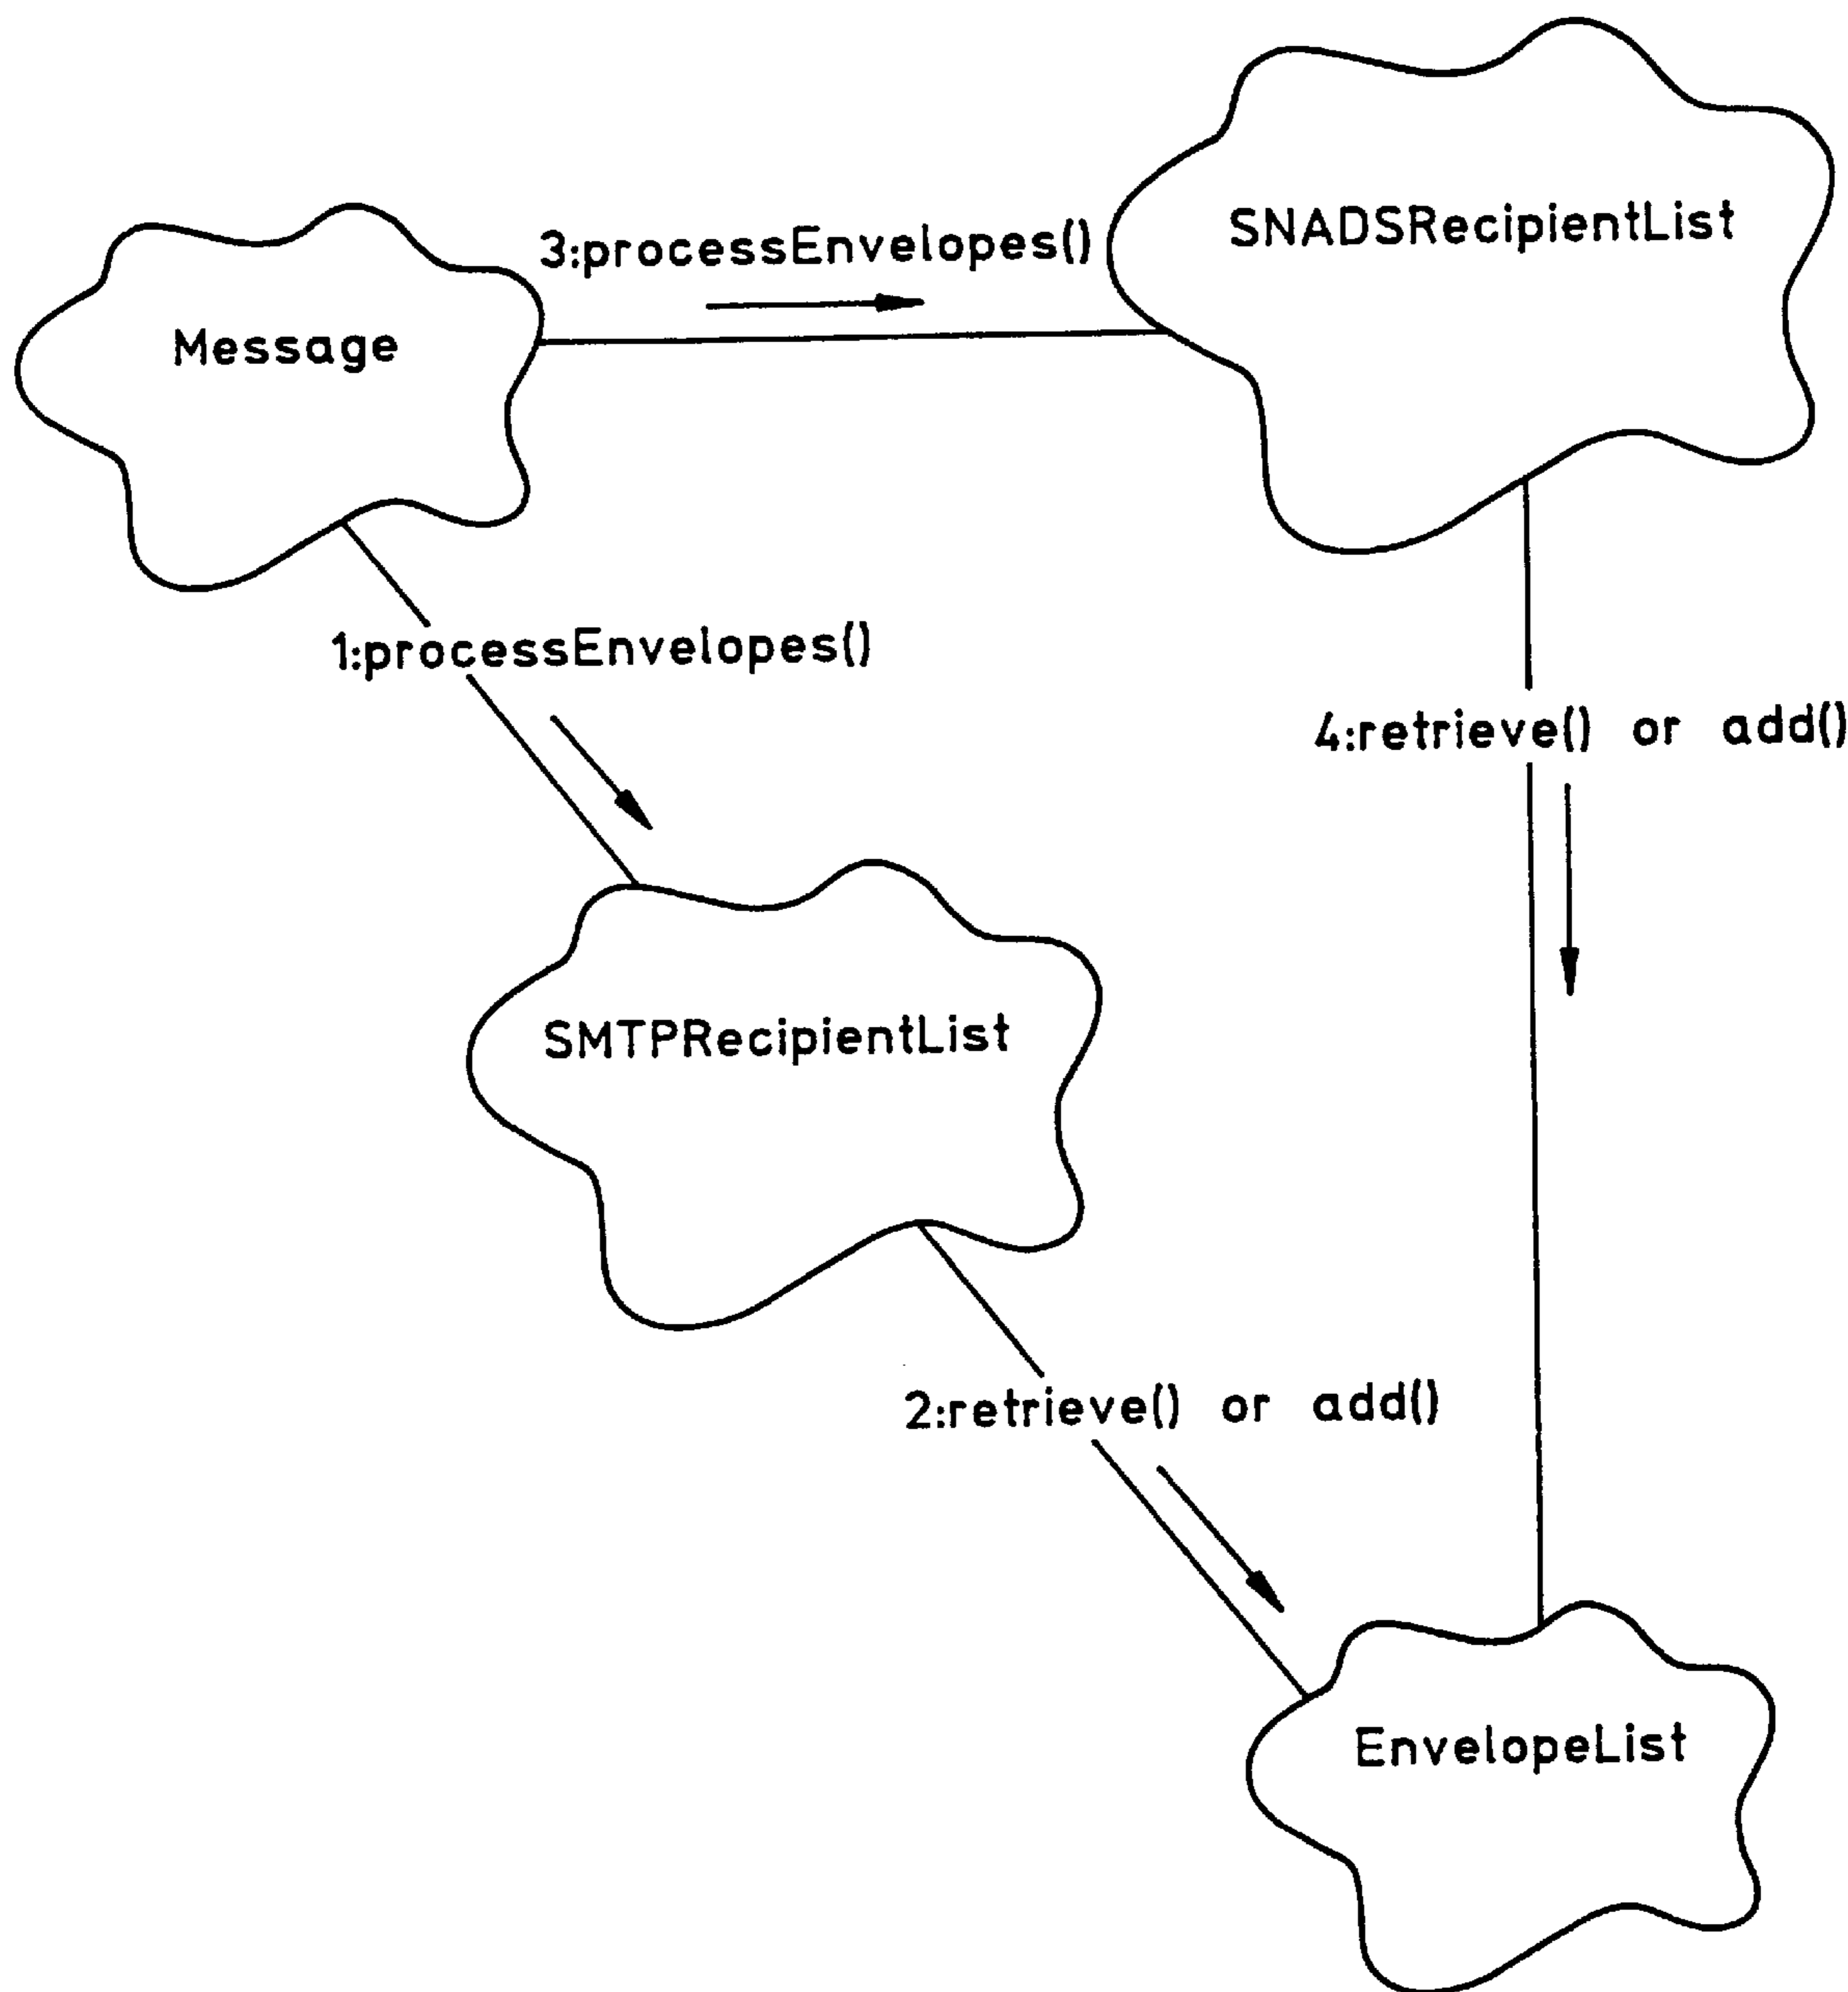 SNADSRecipientList
3:processEnvelopes()
Message
1:processEnvelopes()
4:retrieve() or add()
SMTPRecipientList
2:retrieve() or add()
EnvelopeList